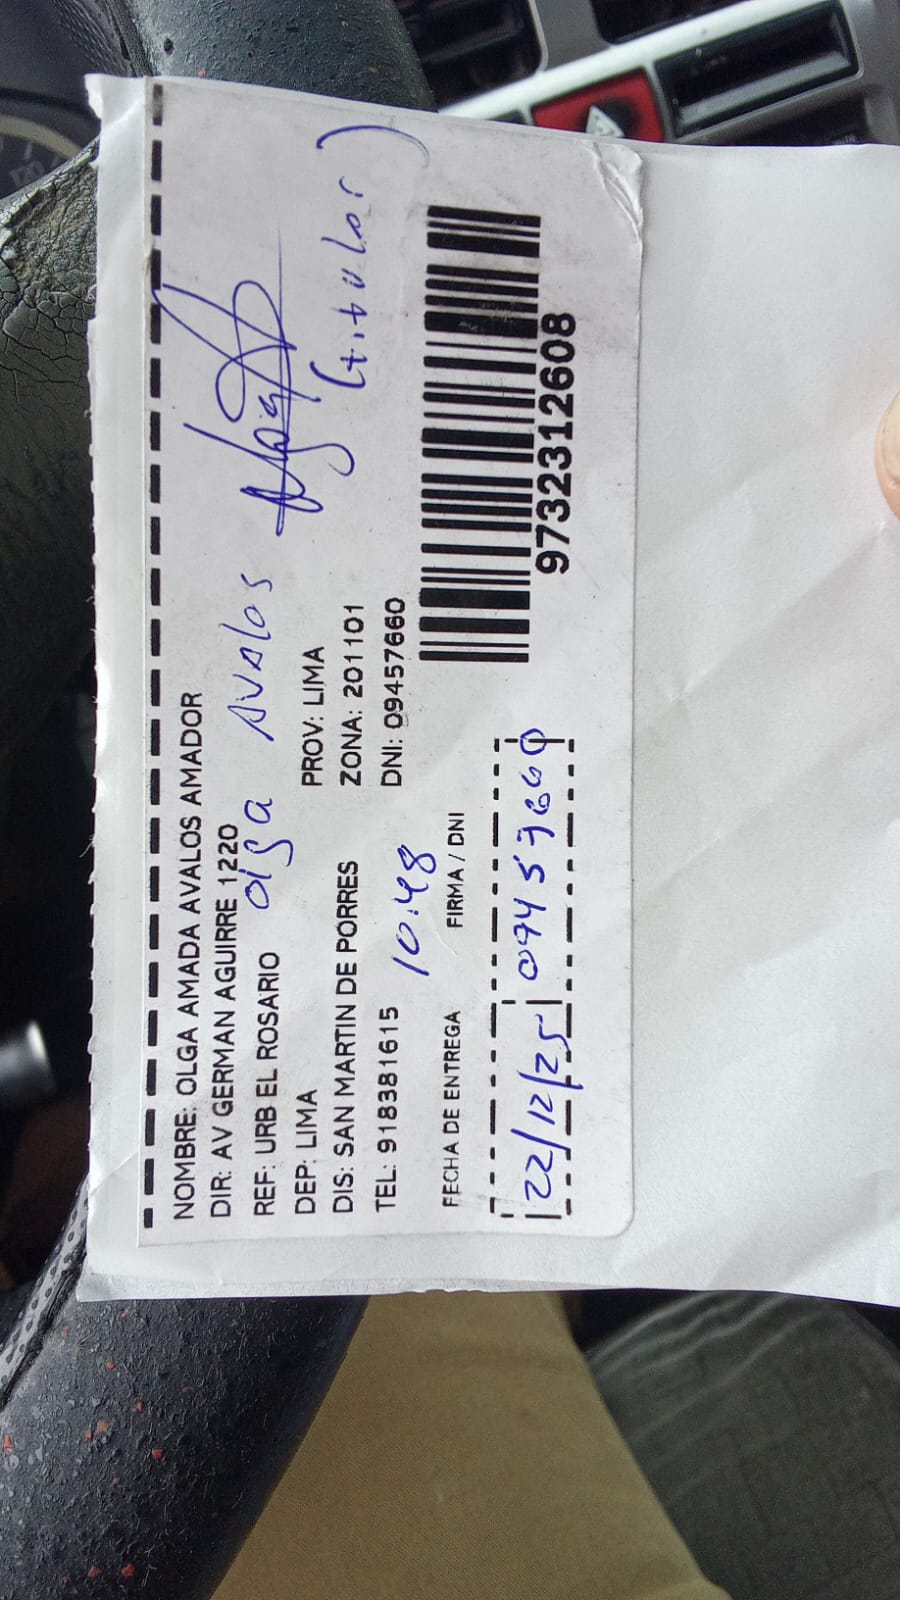 NOMBRE: OLGA AMADA AVALOS AMADOR
DIR: AV GERMAN AGUIRRE 1220
REF: URB EL ROSARIO
olga AvAlos
DEP: LIMA
PROV: LIMA
(titular)
DIS: SAN MARTIN DE PORRES
ZONA: 201101
TEL: 918381615
DNI: 09457660
10:48
FECHA DE ENTREGA
FIRMA / DNI
22/12/25
09457660
9732312608